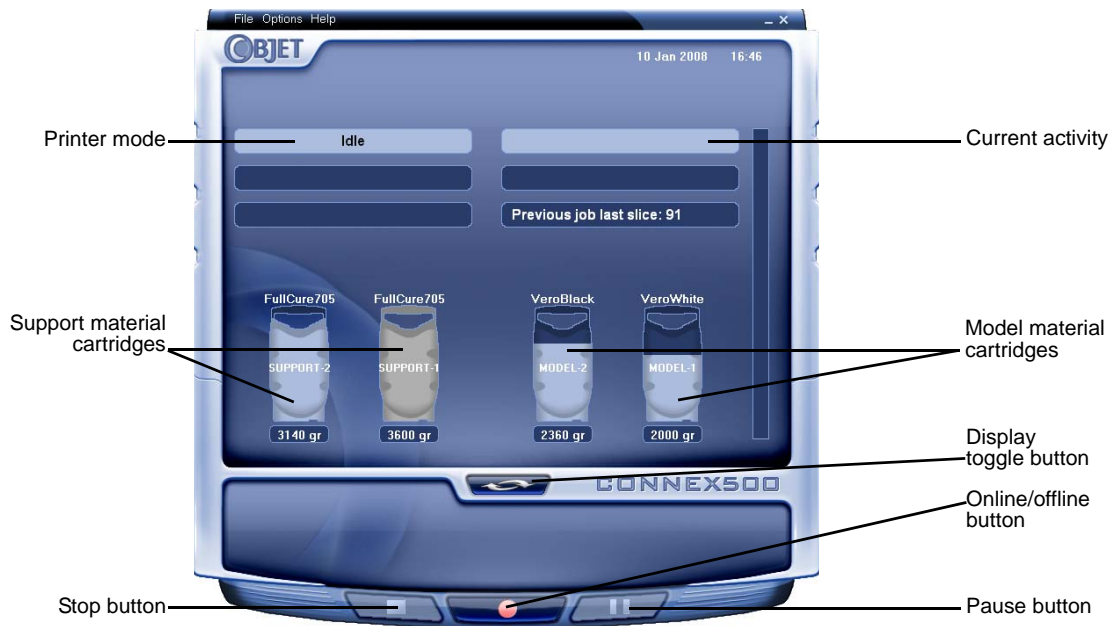 File Options Help
OBJET
10 Jan 2008 16:46
Printer mode
Idle
Current activity
Previous job last slice: 91
FullCure705
FullCure705
VeroBlack
VeroWhite
Support material
cartridges
Model material
cartridges
SUPPORT-2
SUPPORT-1
MODEL-2
MODEL-1
3140 gr
3600 gr
2360 gr
2000 gr
Display
toggle button
CONNEX500
Online/offline
button
Stop button
Pause button